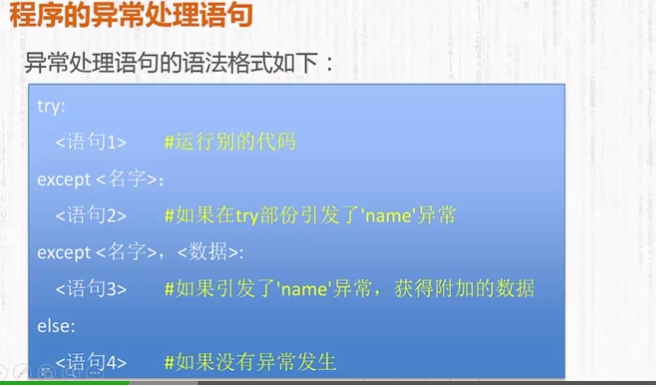 程序的异常处理语句
异常处理语句的语法格式如下：
try:
<语句1> #运行别的代码
except <名字>：
<语句2> #如果在try部份引发了'name'异常
except <名字>，<数据>:
<语句3> #如果引发了'name'异常，获得附加的数据
else:
<语句4> #如果没有异常发生